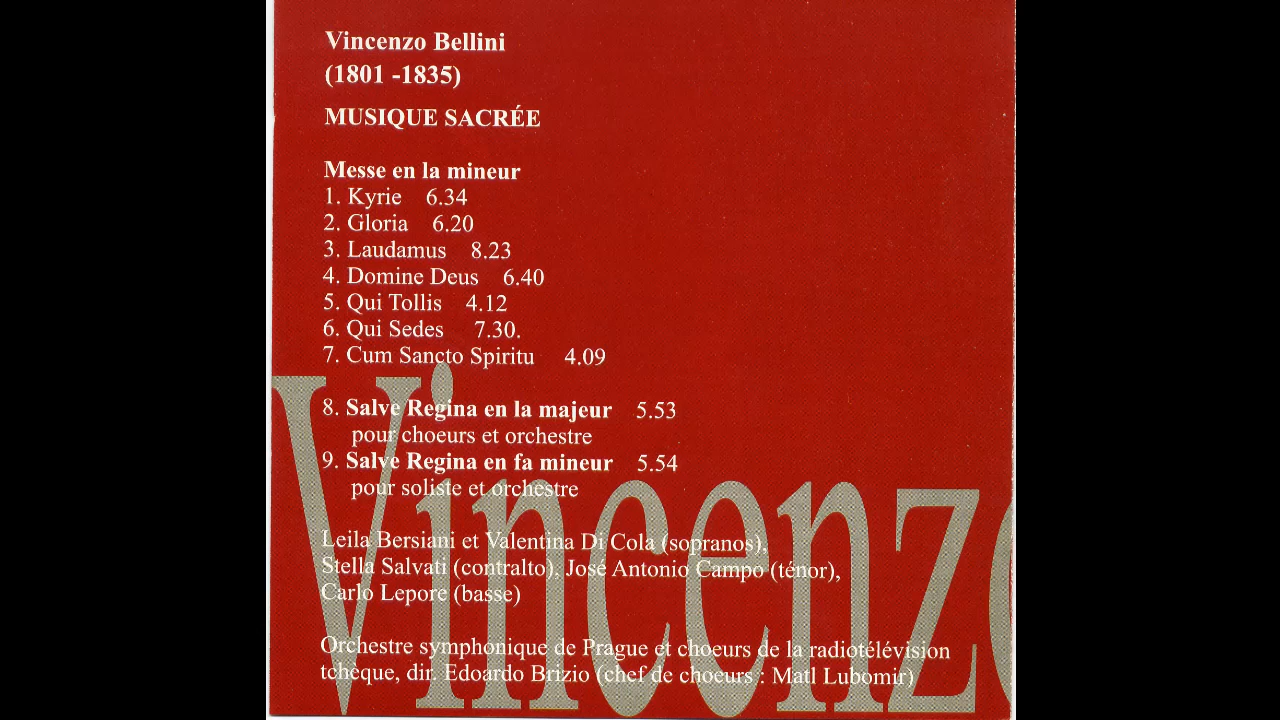 Vincenzo Bellini
(1801 -1835)
MUSIQUE SACRÉE
Messe en la mineur
1. Kyrie 6.34
2. Gloria 6.20
3. Laudamus 8.23
4. Domine Deus 6.40
5. Qui Tollis 4.12
6. Qui Sedes 7.30.
7. Cum Sancto Spiritu 4.09
8. Salve Regina en la majeur 5.53
pour choeurs et orchestre
9. Salve Regina en fa mineur 5.54
pour soliste et orchestre
Leila Bersiani et Valentina Di Cola (sopranos),
Stella Salvati (contralto), José Antonio Campo (ténor),
Carlo Lepore (basse)
Orchestre symphonique de Prague et choeurs de la radiotélévision
tcheque, dir. Edoardo Brizio (chef de choeurs : Matl Lubomir)
Vincenzo